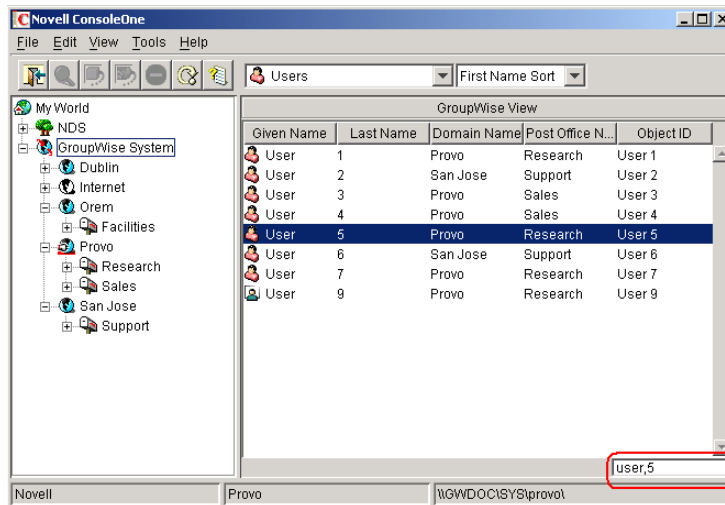 Novell ConsoleOne
File Edit View Tools Help
Users First Name Sort
My World
NDS
GroupWise System
Dublin
Internet
Orem
Facilities
Provo
Research
Sales
San Jose
Support
GroupWise View
Given Name Last Name Domain Name Post Office N... Object ID
User 1 Provo Research User 1
User 2 San Jose Support User 2
User 3 Provo Sales User 3
User 4 Provo Sales User 4
User 5 Provo Research User 5
User 6 San Jose Support User 6
User 7 Provo Research User 7
User 9 Provo Research User 9
user,5
Novell Provo \\GWDOC\SYS\provo\